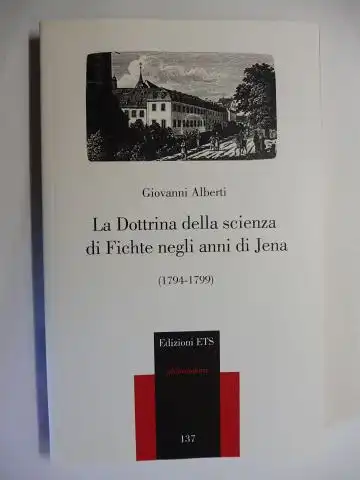 Giovanni Alberti
La Dottrina della scienza
di Fichte negli anni di Jena
(1794-1799)
Edizioni ETS
philosophica
137